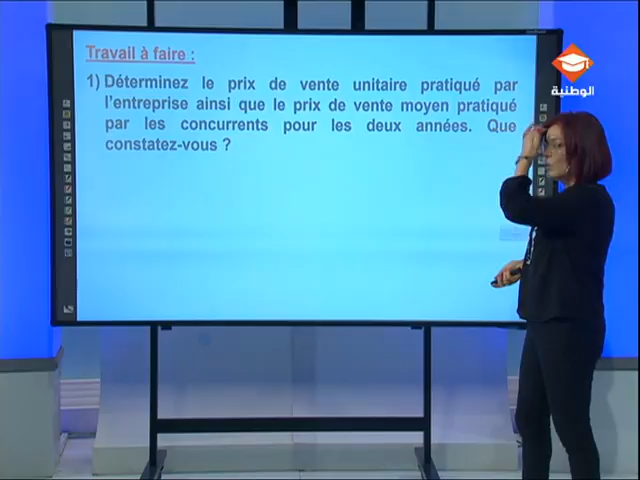 Travail à faire :
1) Déterminez le prix de vente unitaire pratiqué par
l'entreprise ainsi que le prix de vente moyen pratiqué
par les concurrents pour les deux années. Que
constatez-vous ?
الوطنية